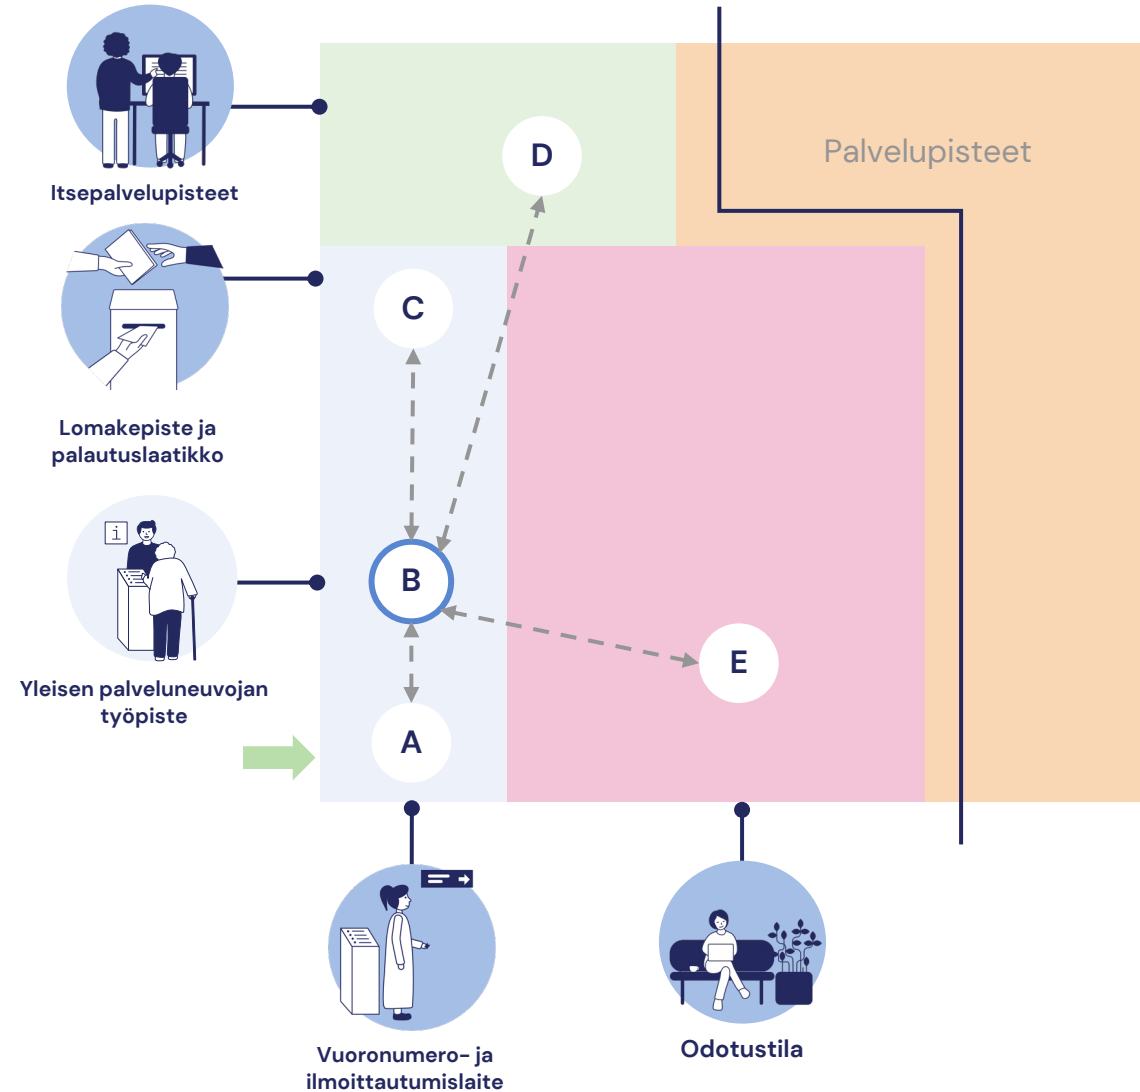 Itsepalvelupisteet
Lomakepiste ja
palautuslaatikko
i
Yleisen palveluneuvojan
työpiste
Palvelupisteet
D
C
B
E
A
Vuoronumero- ja
ilmoittautumislaite
Odotustila